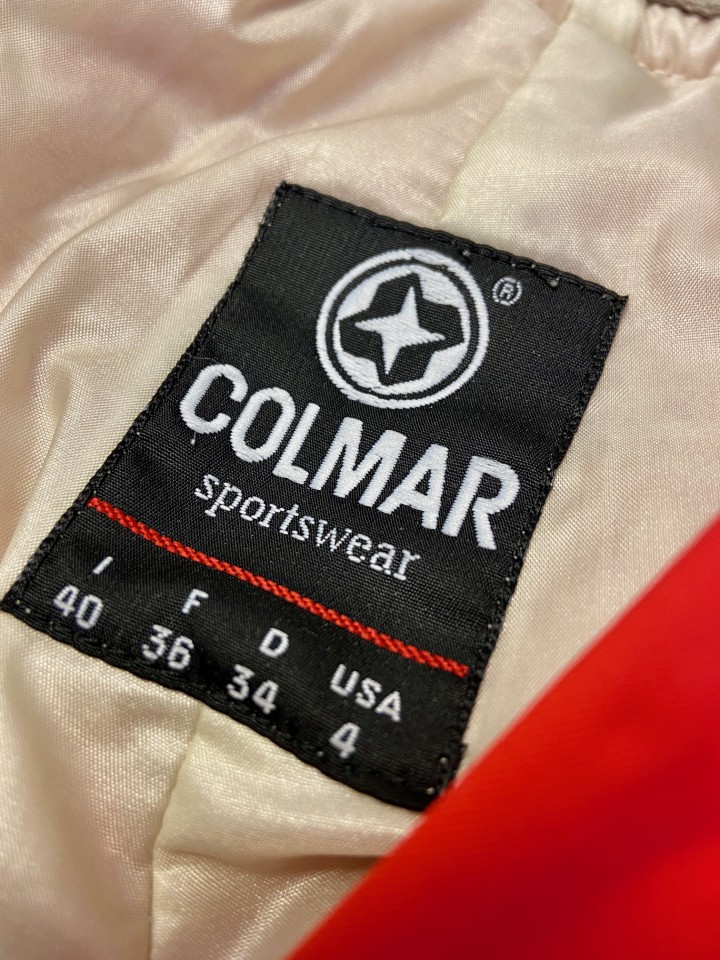 ®
COLMAR
sportswear
I F D USA
40 36 34 4